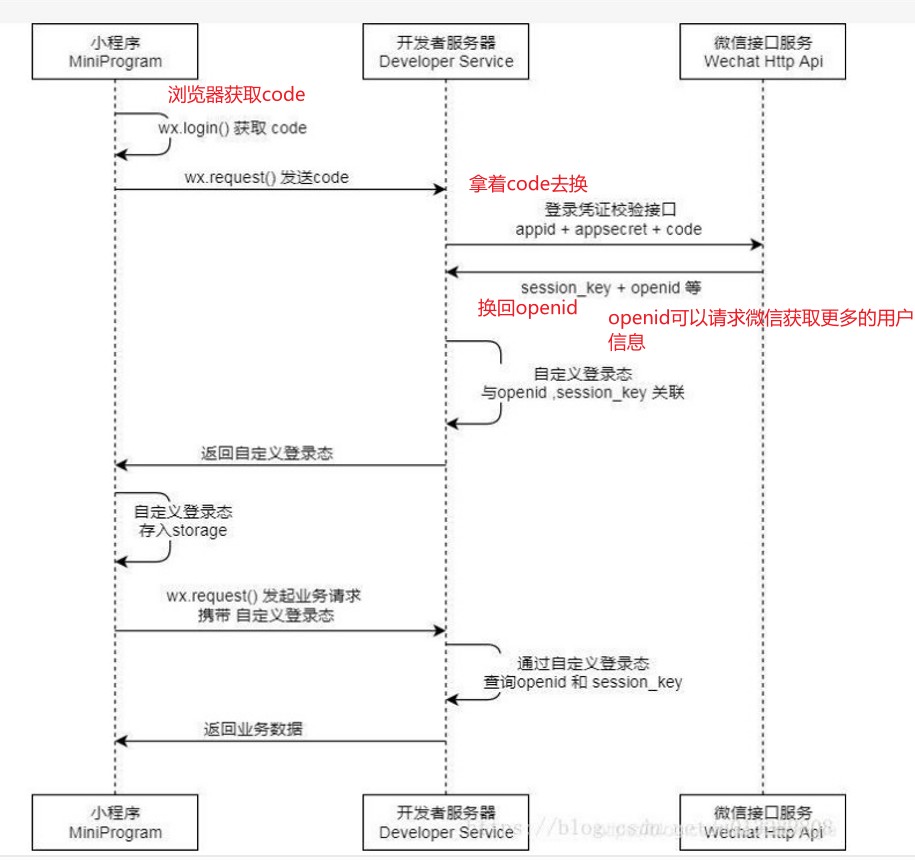 小程序
MiniProgram
开发者服务器
Developer Service
微信接口服务
Wechat Http Api
浏览器获取code
wx.login() 获取 code
wx.request() 发送code
拿着code去换
登录凭证校验接口
appid + appsecret + code
session_key + openid 等
换回openid
openid可以请求微信获取更多的用户
信息
自定义登录态
与openid ,session_key 关联
返回自定义登录态
自定义登录态
存入storage
wx.request() 发起业务请求
携带 自定义登录态
通过自定义登录态
查询openid 和 session_key
返回业务数据
小程序
MiniProgram
开发者服务器
Developer Service
微信接口服务
Wechat Http Api